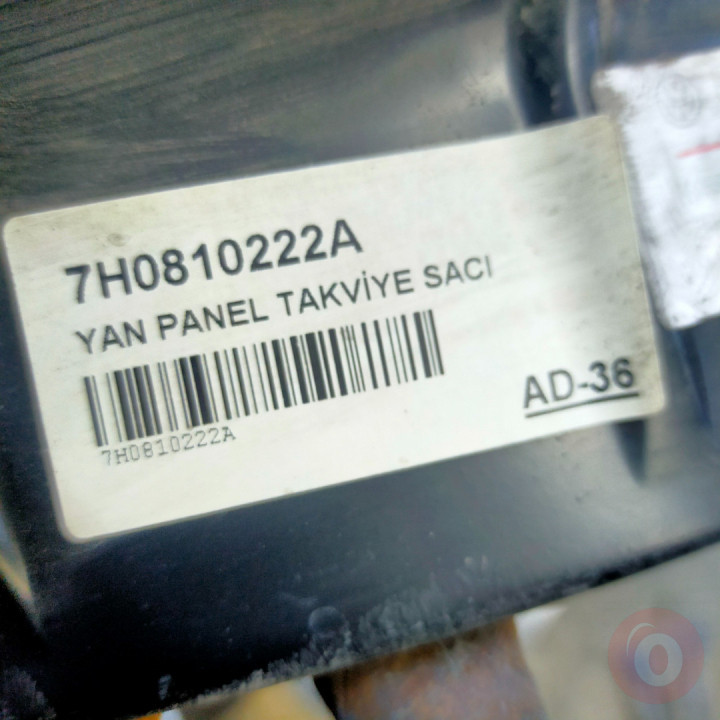 7H0810222A
YAN PANEL TAKVİYE SACI
7H0810222A
AD-36